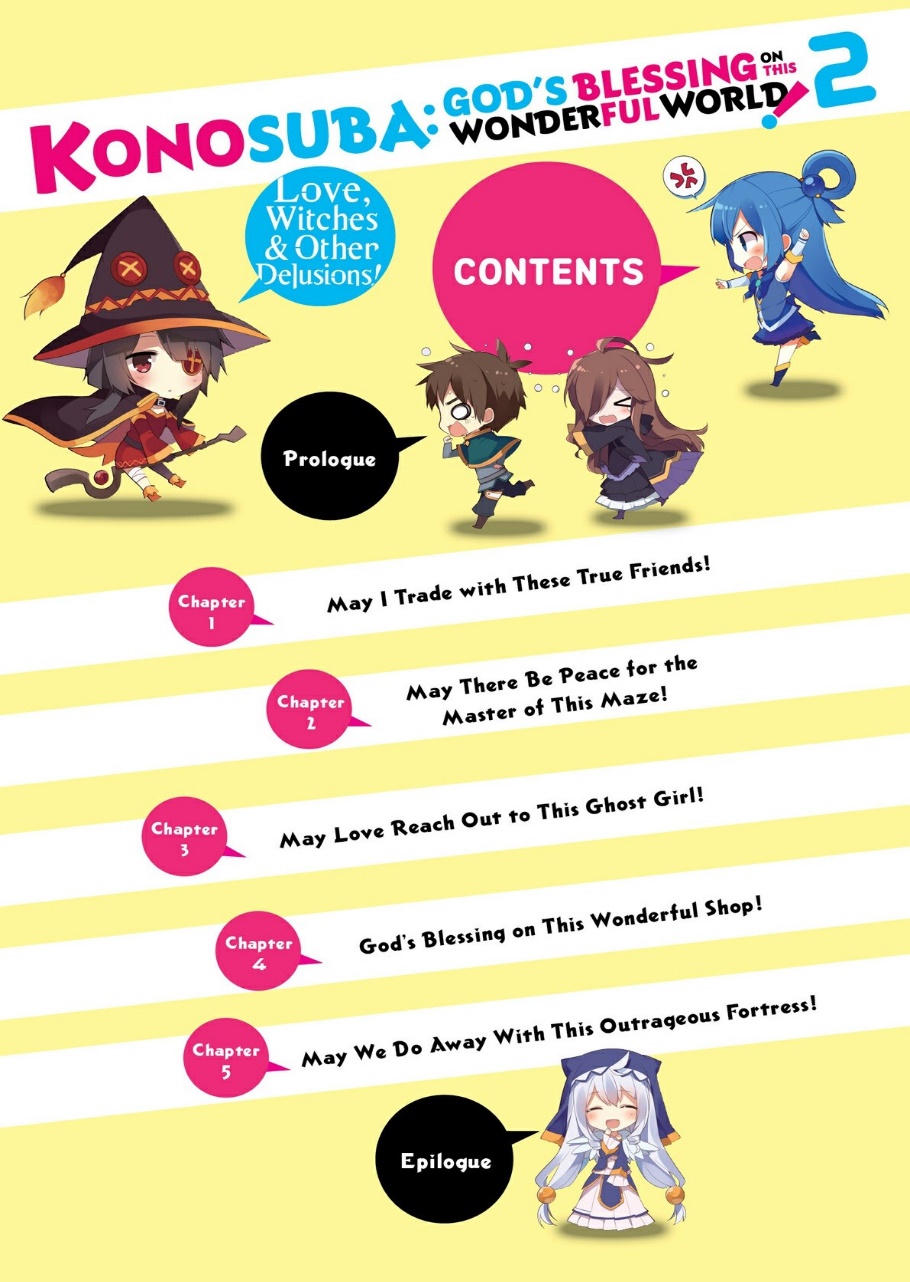 KONOSUBA: GOD'S BLESSING ON THIS
WONDERFUL WORLD! 2
Love,
Witches
& Other
Delusions!
CONTENTS
Prologue
Chapter
1
May I Trade with These True Friends!
Chapter
2
May There Be Peace for the
Master of This Maze!
Chapter
3
May Love Reach Out to This Ghost Girl!
Chapter
4
God's Blessing on This Wonderful Shop!
Chapter
5
May We Do Away With This Outrageous Fortress!
Epilogue